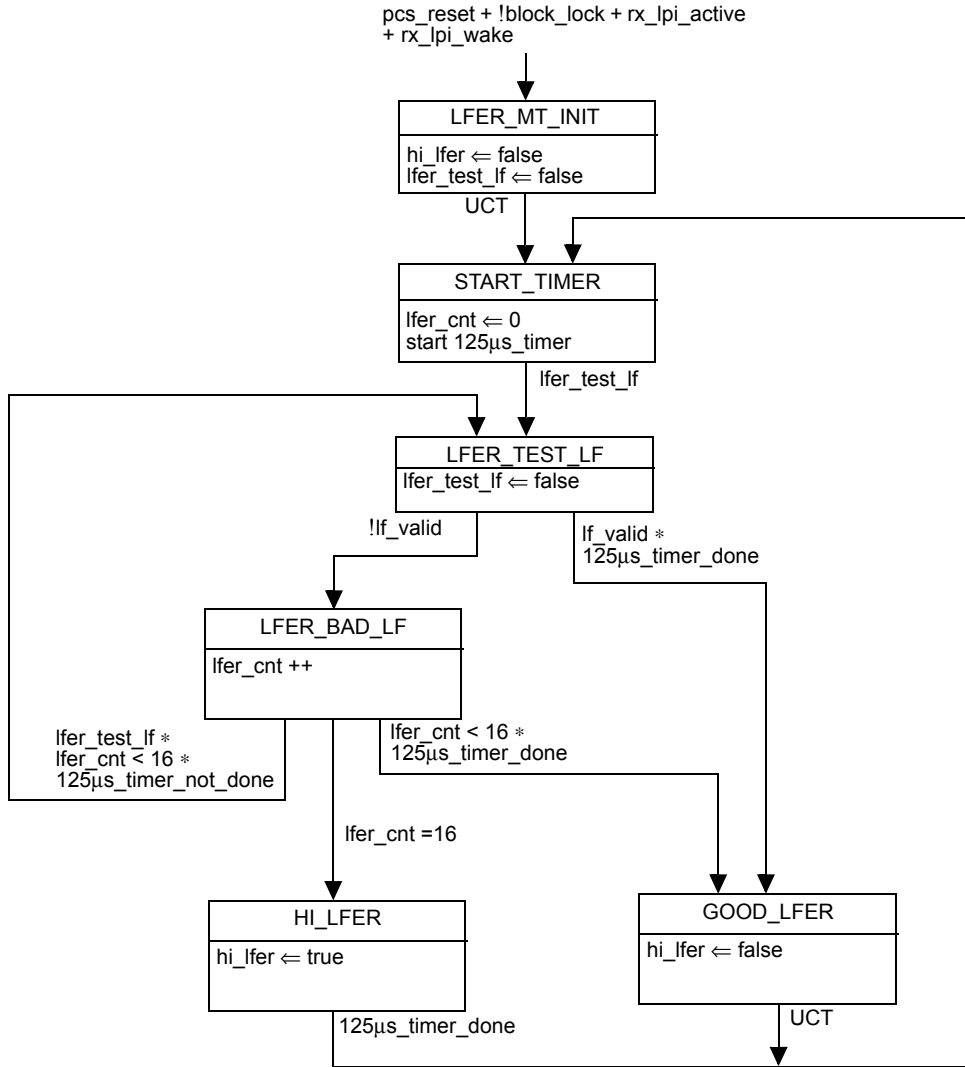 pcs_reset + !block_lock + rx_lpi_active
+ rx_lpi_wake
LFER_MT_INIT
hi_lfer ⇐ false
lfer_test_lf ⇐ false
UCT
START_TIMER
lfer_cnt ⇐ 0
start 125μs_timer
lfer_test_lf
LFER_TEST_LF
lfer_test_lf ⇐ false
!lf_valid
lf_valid *
125μs_timer_done
LFER_BAD_LF
lfer_cnt ++
lfer_test_lf *
lfer_cnt < 16 *
125μs_timer_not_done
lfer_cnt < 16 *
125μs_timer_done
lfer_cnt =16
HI_LFER
hi_lfer ⇐ true
125μs_timer_done
GOOD_LFER
hi_lfer ⇐ false
UCT